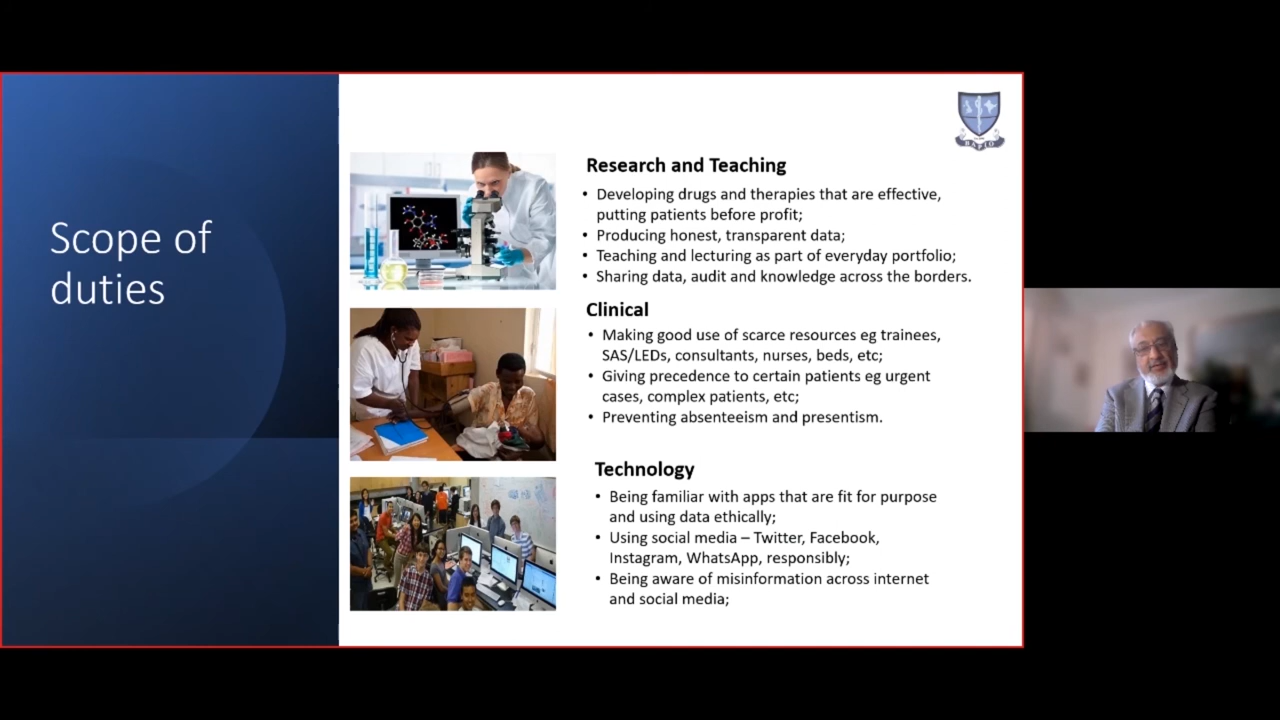 Scope of
duties
Research and Teaching
• Developing drugs and therapies that are effective,
putting patients before profit;
• Producing honest, transparent data;
• Teaching and lecturing as part of everyday portfolio;
• Sharing data, audit and knowledge across the borders.
Clinical
• Making good use of scarce resources eg trainees,
SAS/LEDs, consultants, nurses, beds, etc;
• Giving precedence to certain patients eg urgent
cases, complex patients, etc;
• Preventing absenteeism and presentism.
Technology
• Being familiar with apps that are fit for purpose
and using data ethically;
• Using social media – Twitter, Facebook,
Instagram, WhatsApp, responsibly;
• Being aware of misinformation across internet
and social media;